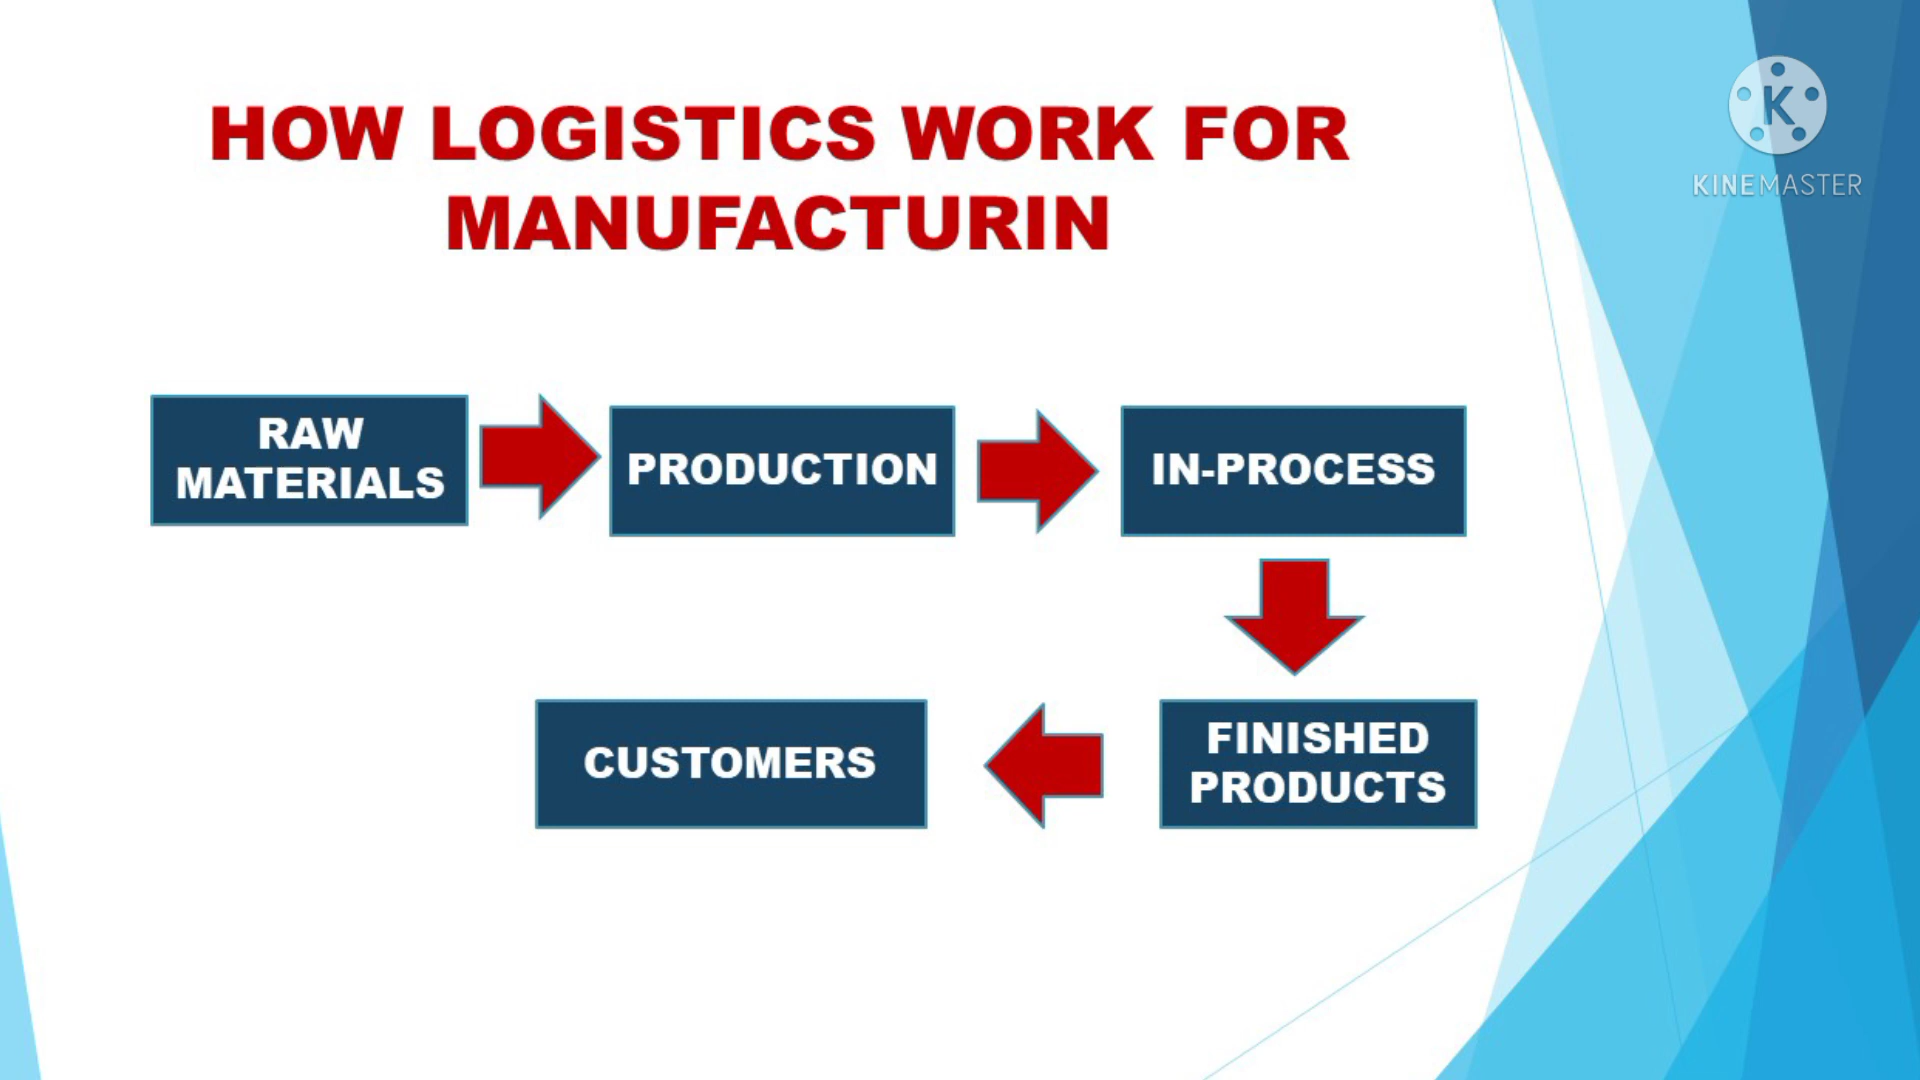 HOW LOGISTICS WORK FOR
MANUFACTURIN
RAW
MATERIALS
PRODUCTION
IN-PROCESS
FINISHED
PRODUCTS
CUSTOMERS
K
KINEMASTER